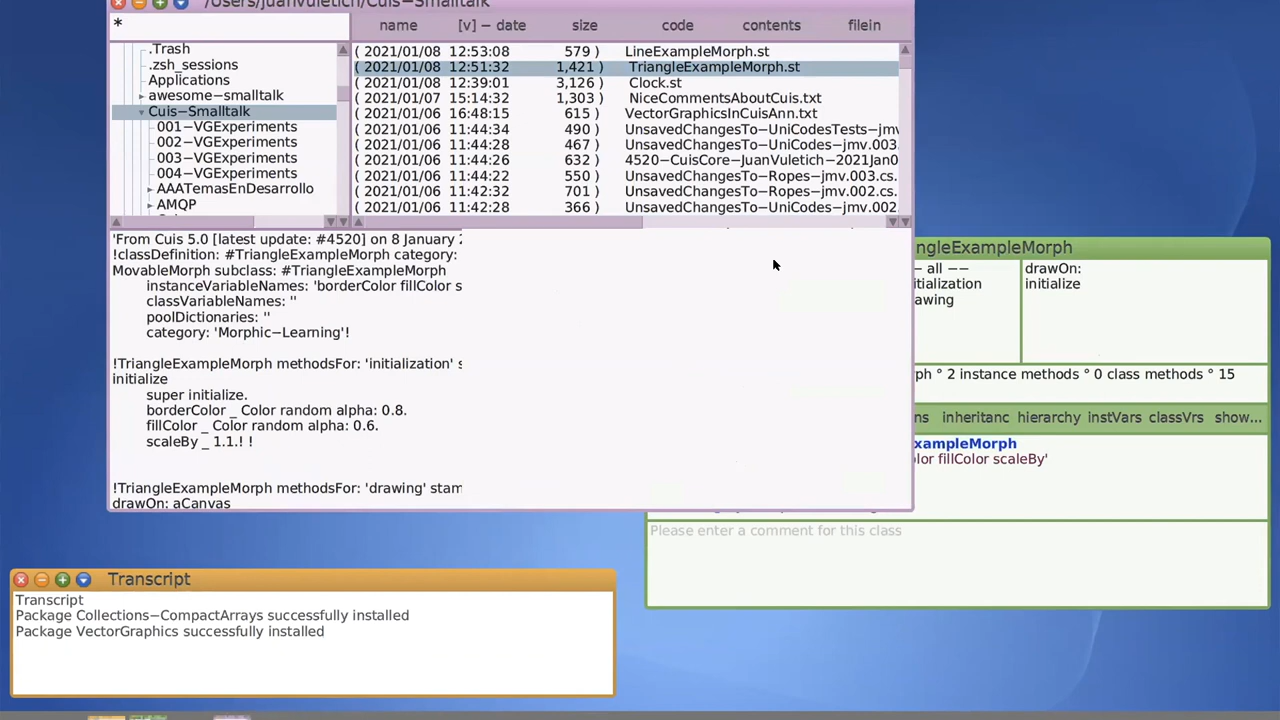 /Users/juanvuletich/Cuis-Smalltalk
*
name [v] - date size code contents filein
.Trash
.zsh_sessions
Applications
awesome-smalltalk
Cuis-Smalltalk
001-VGExperiments
002-VGExperiments
003-VGExperiments
004-VGExperiments
AAATemasEnDesarrollo
AMQP
( 2021/01/08 12:53:08 579 ) LineExampleMorph.st
( 2021/01/08 12:51:32 1,421 ) TriangleExampleMorph.st
( 2021/01/08 12:39:01 3,126 ) Clock.st
( 2021/01/07 15:14:32 1,303 ) NiceCommentsAboutCuis.txt
( 2021/01/06 16:48:15 615 ) VectorGraphicsInCuisAnn.txt
( 2021/01/06 11:44:34 490 ) UnsavedChangesTo-UniCodesTests-jmv
( 2021/01/06 11:44:28 467 ) UnsavedChangesTo-UniCodes-jmv.003.
( 2021/01/06 11:44:26 632 ) 4520-CuisCore-JuanVuletich-2021Jan0
( 2021/01/06 11:44:22 550 ) UnsavedChangesTo-Ropes-jmv.003.cs.
( 2021/01/06 11:42:32 701 ) UnsavedChangesTo-Ropes-jmv.002.cs.
( 2021/01/06 11:42:28 366 ) UnsavedChangesTo-UniCodes-jmv.002
'From Cuis 5.0 [latest update: #4520] on 8 January 2
!classDefinition: #TriangleExampleMorph category:
MovableMorph subclass: #TriangleExampleMorph
instanceVariableNames: 'borderColor fillColor s
classVariableNames: ''
poolDictionaries: ''
category: 'Morphic-Learning'!
!TriangleExampleMorph methodsFor: 'initialization' s
initialize
super initialize.
borderColor _ Color random alpha: 0.8.
fillColor _ Color random alpha: 0.6.
scaleBy _ 1.1.! !
!TriangleExampleMorph methodsFor: 'drawing' stam
drawOn: aCanvas
ngleExampleMorph
— all —
itialization
awing
drawOn:
initialize
ph ° 2 instance methods ° 0 class methods ° 15
ns inheritanc hierarchy instVars classVrs show...
xampleMorph
lor fillColor scaleBy'
Please enter a comment for this class
Transcript
Transcript
Package Collections-CompactArrays successfully installed
Package VectorGraphics successfully installed